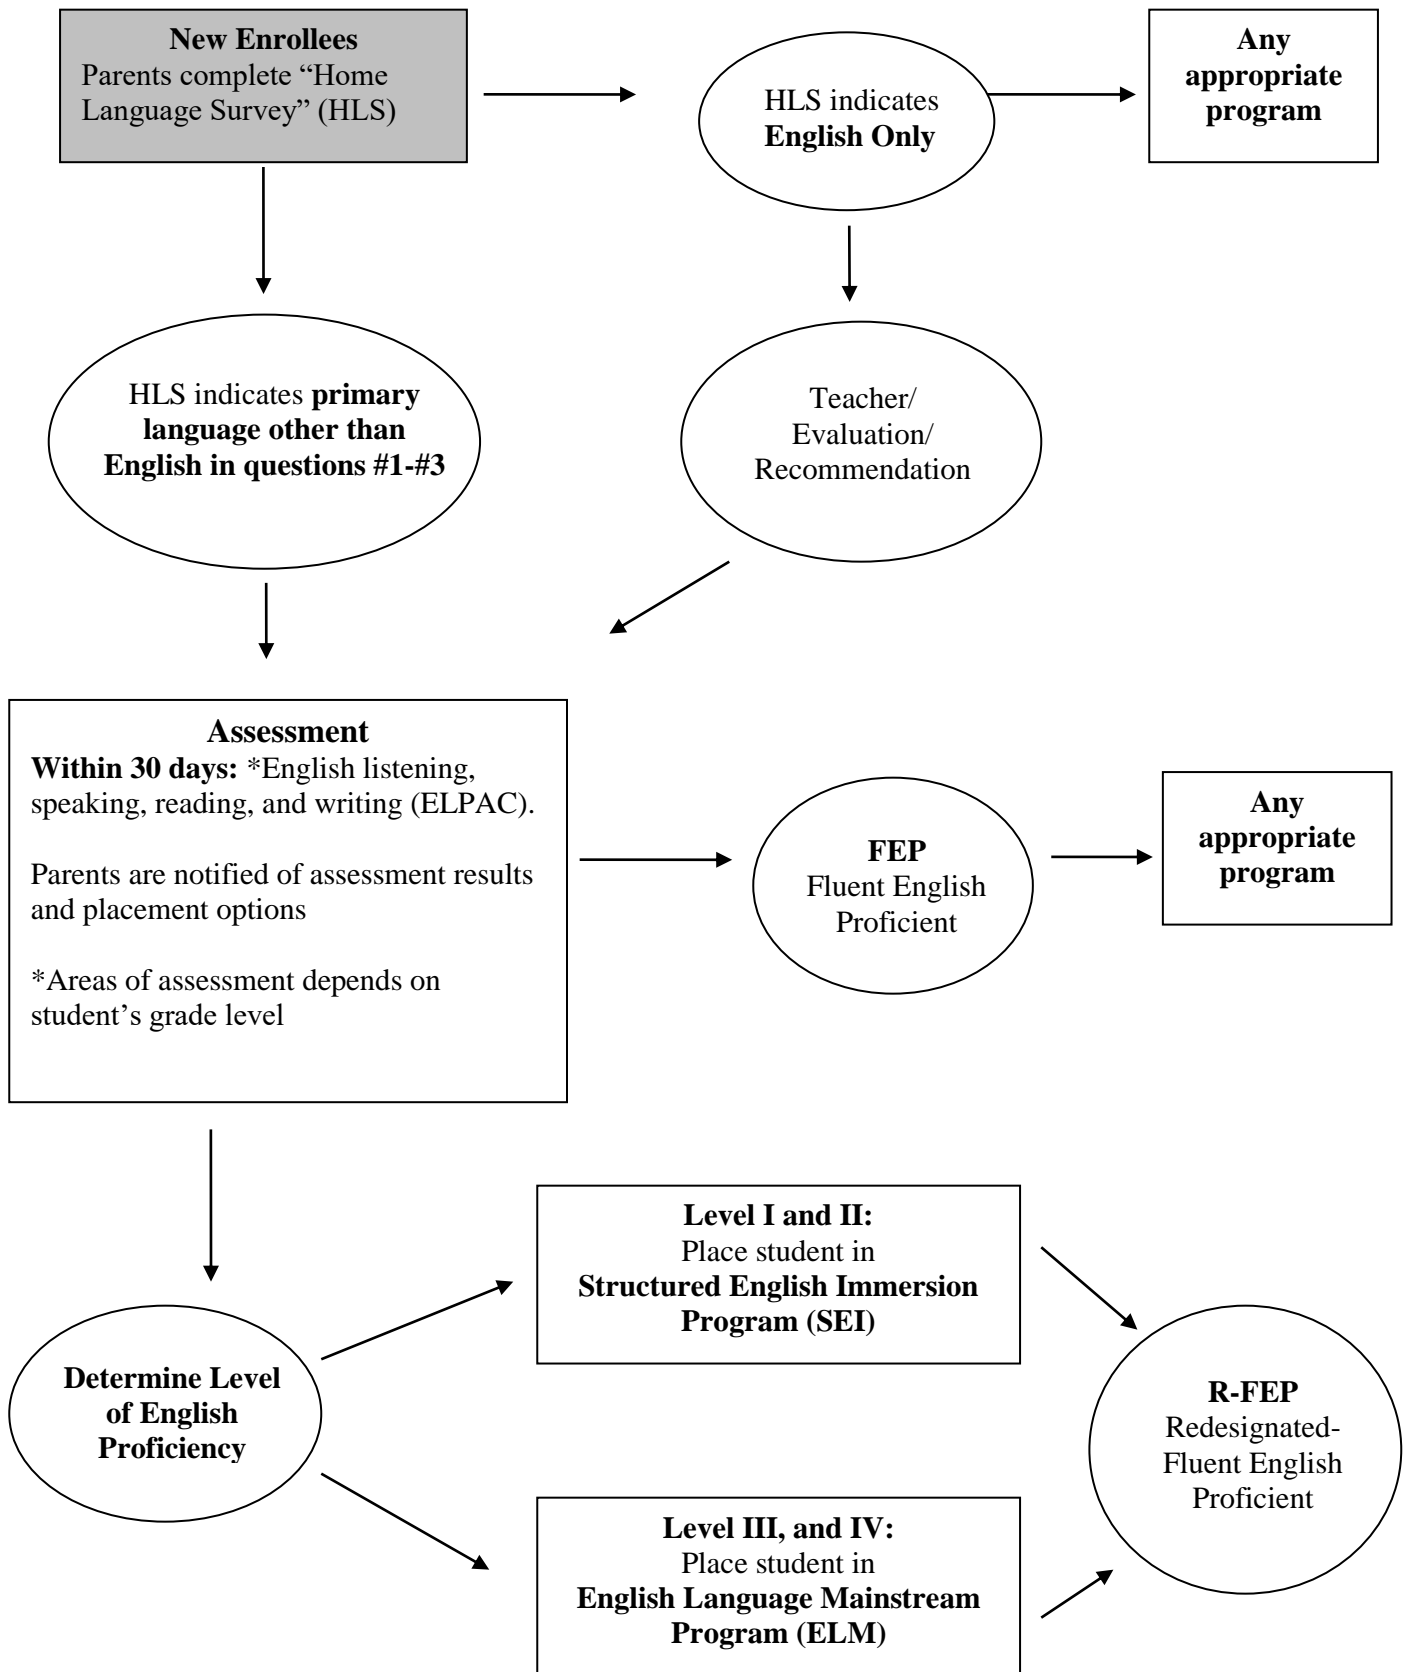 New Enrollees
Parents complete “Home
Language Survey” (HLS)
HLS indicates
English Only
Any
appropriate
program
HLS indicates primary
language other than
English in questions #1-#3
Teacher/
Evaluation/
Recommendation
Assessment
Within 30 days: *English listening,
speaking, reading, and writing (ELPAC).
Parents are notified of assessment results
and placement options
*Areas of assessment depends on
student’s grade level
FEP
Fluent English
Proficient
Any
appropriate
program
Determine Level
of English
Proficiency
Level I and II:
Place student in
Structured English Immersion
Program (SEI)
Level III, and IV:
Place student in
English Language Mainstream
Program (ELM)
R-FEP
Redesignated-
Fluent English
Proficient